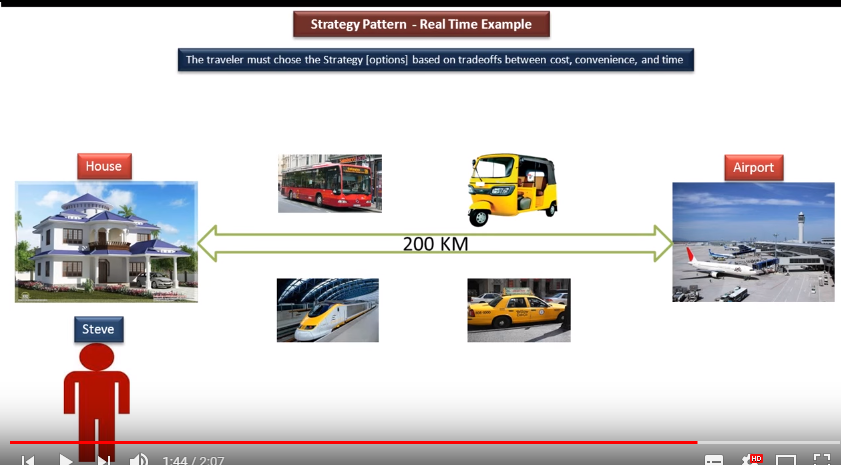 Strategy Pattern - Real Time Example
The traveler must chose the Strategy [options] based on tradeoffs between cost, convenience, and time
House
Airport
200 KM
Steve
1:44 / 2:07
HD